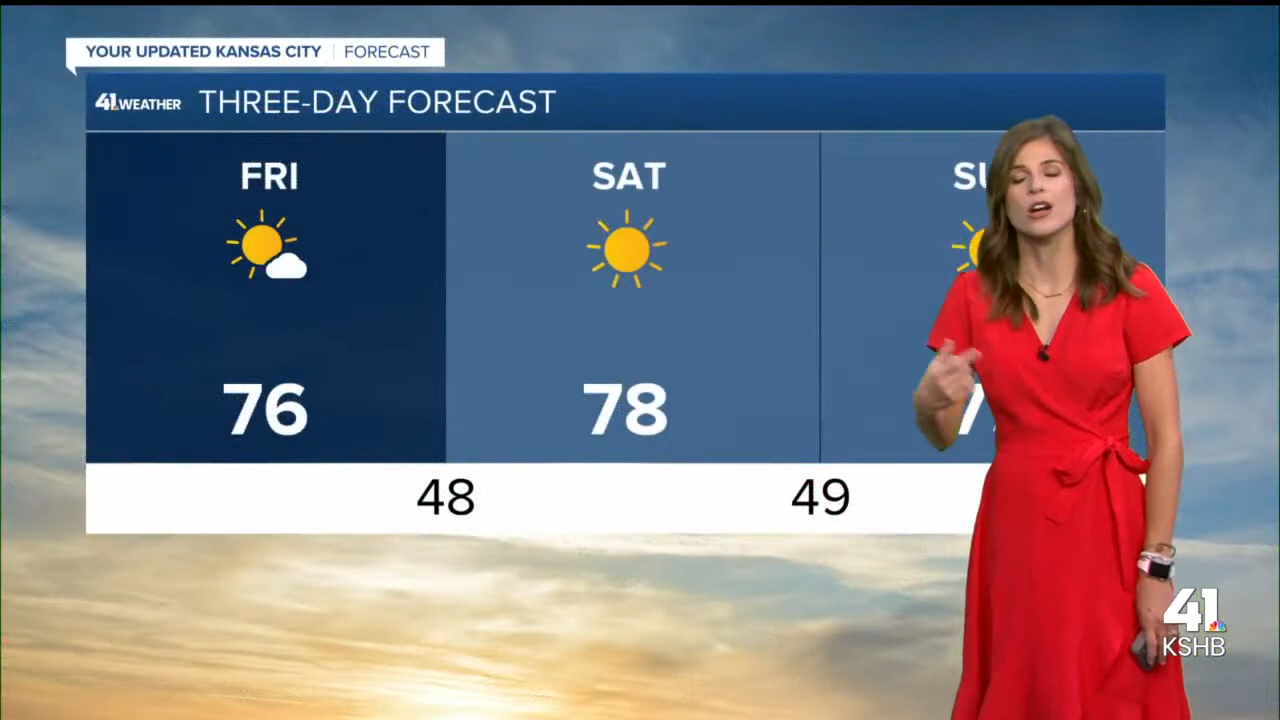 YOUR UPDATED KANSAS CITY | FORECAST
41 WEATHER THREE-DAY FORECAST
FRI SAT
76 78
48 49
41
KSHB